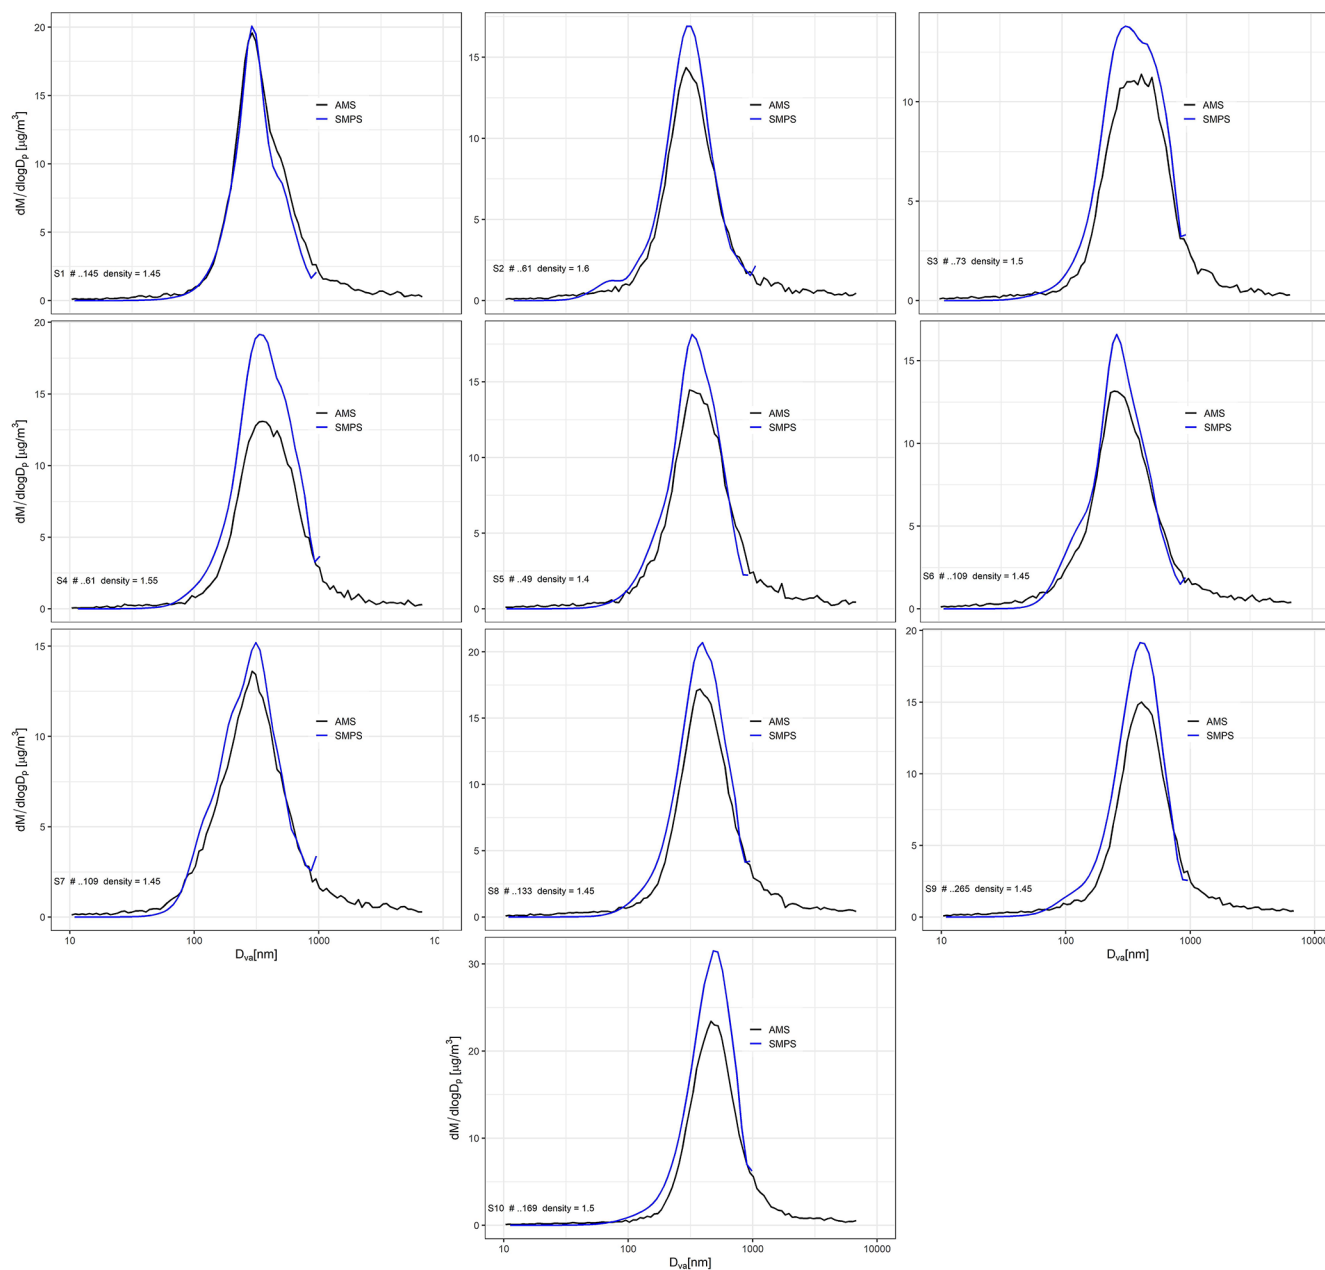 20
15
10
5
0
dM/dlogDp [µg/m³]
AMS
SMPS
S1 # ..145 density = 1.45
15
10
5
0
AMS
SMPS
S2 # ..61 density = 1.6
10
5
0
AMS
SMPS
S3 # ..73 density = 1.5
20
15
10
5
0
dM/dlogDp [µg/m³]
AMS
SMPS
S4 # ..61 density = 1.55
15
10
5
0
AMS
SMPS
S5 # ..49 density = 1.4
15
10
5
0
AMS
SMPS
S6 # ..109 density = 1.45
15
10
5
0
dM/dlogDp [µg/m³]
AMS
SMPS
S7 # ..109 density = 1.45
10 100 1000 1(
Dva[nm]
20
15
10
5
0
AMS
SMPS
S8 # ..133 density = 1.45
20
15
10
5
0
AMS
SMPS
S9 # ..265 density = 1.45
10 100 1000 10000
Dva[nm]
30
20
10
0
dM/dlogDp [µg/m³]
AMS
SMPS
S10 # ..169 density = 1.5
10 100 1000 10000
Dva[nm]